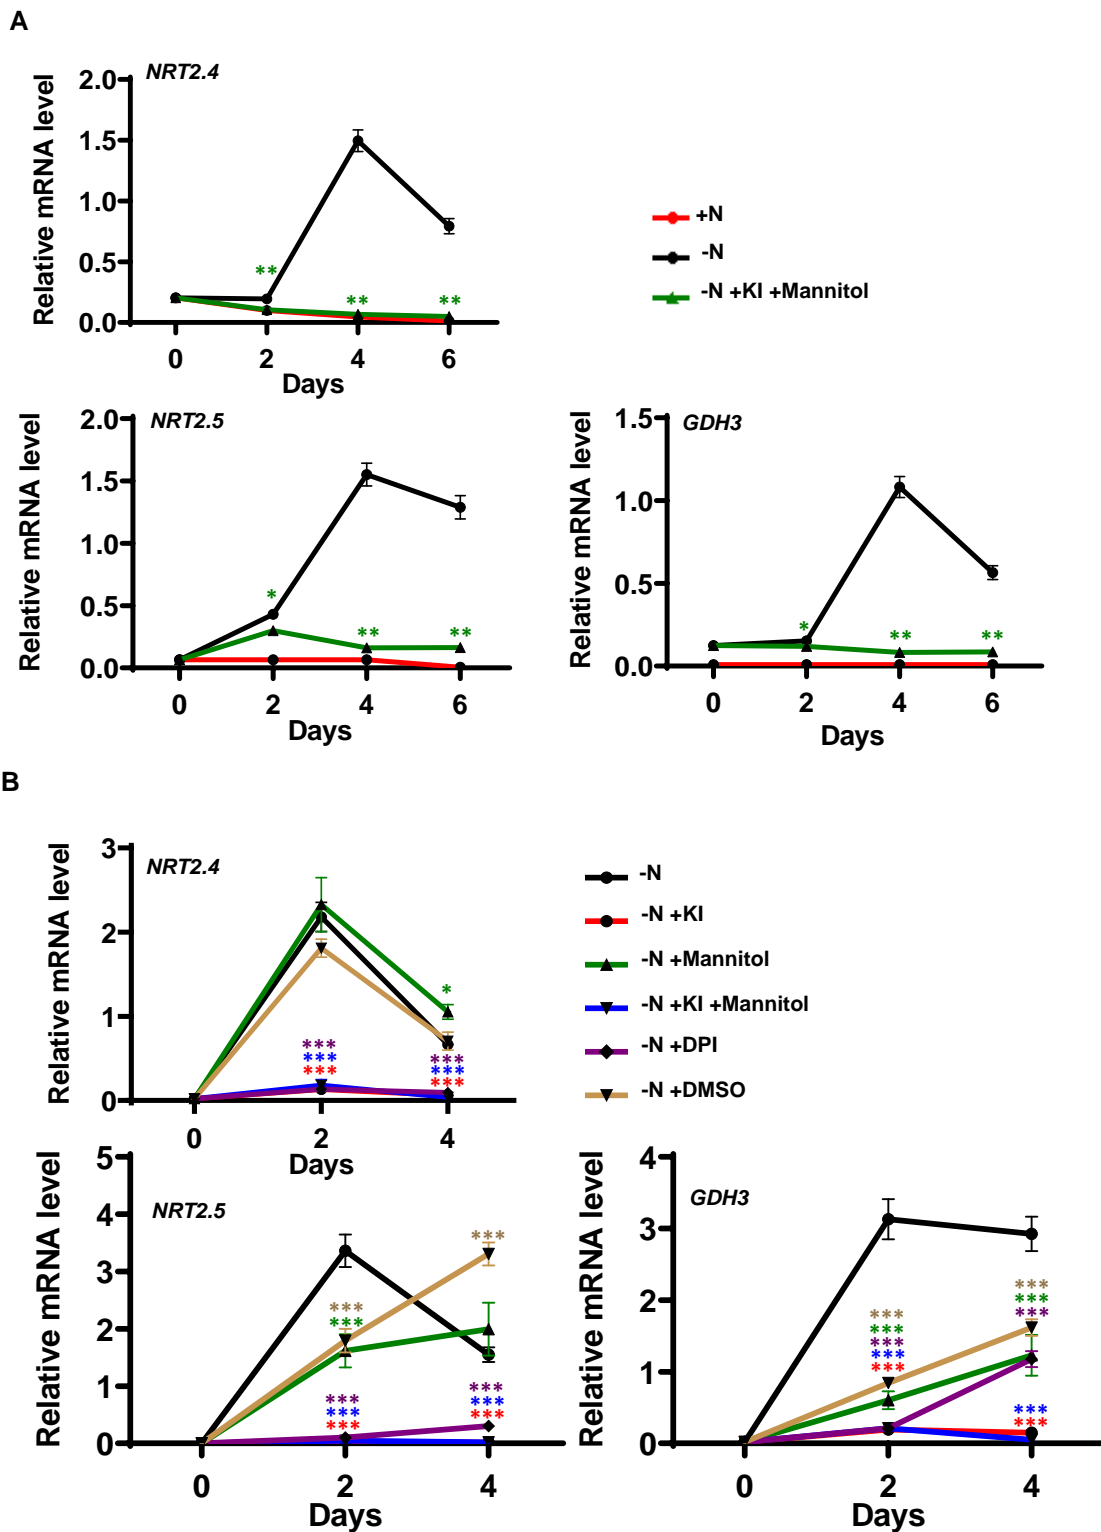 A
NRT2.4
Relative mRNA level
2.0
1.5
1.0
0.5
0.0
**
**
**
0
2
4
6
Days
+N
-N
-N +KI +Mannitol
NRT2.5
Relative mRNA level
2.0
1.5
1.0
0.5
0.0
*
**
**
0
2
4
6
Days
GDH3
Relative mRNA level
1.5
1.0
0.5
0.0
*
**
**
0
2
4
6
Days
B
NRT2.4
Relative mRNA level
3
2
1
0
*
***
***
***
***
***
***
0
2
4
Days
-N
-N +KI
-N +Mannitol
-N +KI +Mannitol
-N +DPI
-N +DMSO
NRT2.5
Relative mRNA level
5
4
3
2
1
0
***
***
***
***
***
***
***
***
***
0
2
4
Days
GDH3
Relative mRNA level
4
3
2
1
0
***
***
***
***
***
***
***
***
***
***
0
2
4
Days